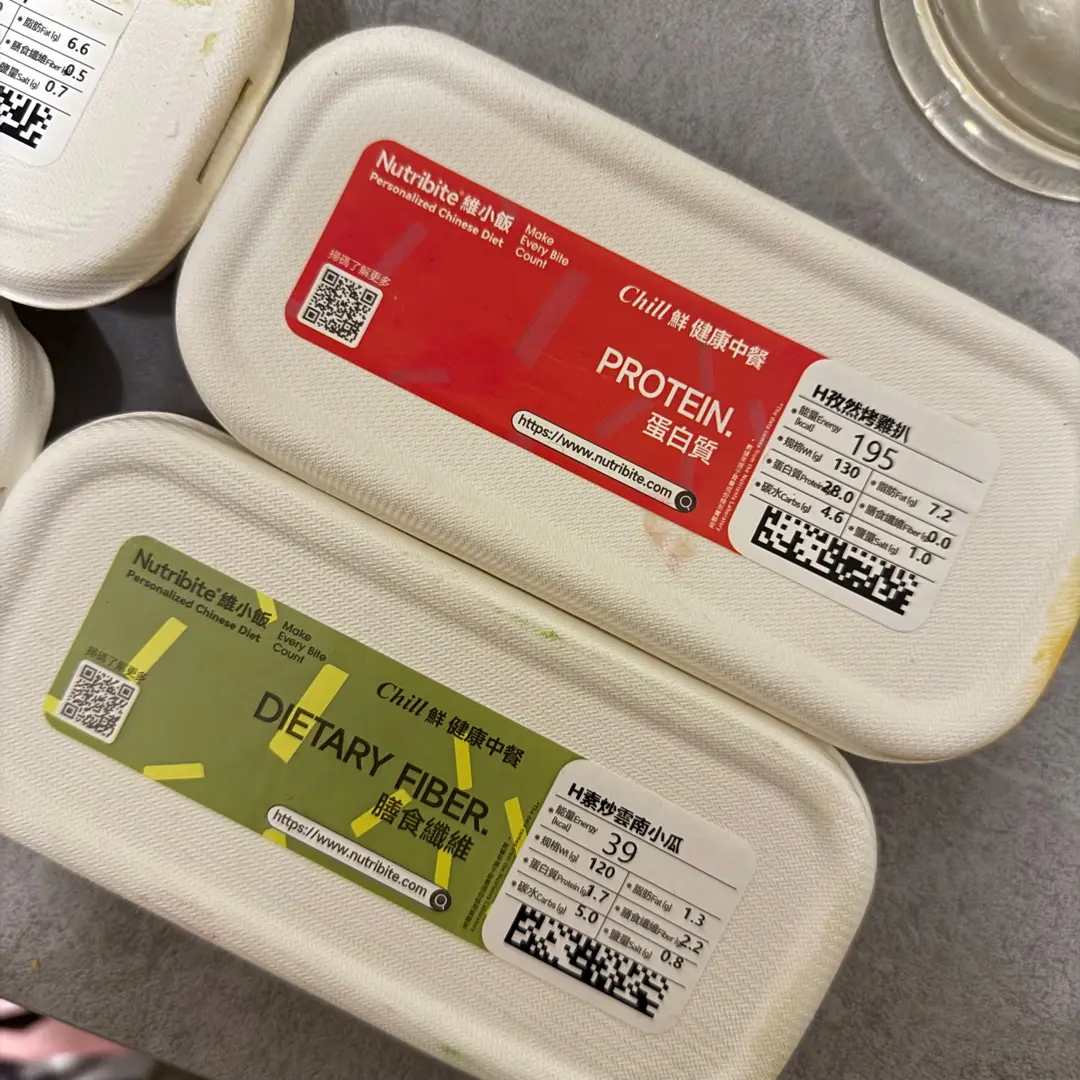 脂肪Fat(g) 6.6
膳食纖維Fiber(g) 0.5
鹽量Salt(g) 0.7
Nutribite® 維小飯
Personalized Chinese Diet
Make
Every Bite
Count
掃碼了解更多
Chill 鮮 健康中餐
PROTEIN.
蛋白質
https://www.nutribite.com
H孜然烤雞扒
能量Energy
(kcal)
195
規格Wt(g) 130
蛋白質Protein(g) 28.0
脂肪Fat(g) 7.2
碳水Carbs(g) 4.6
膳食纖維Fiber(g) 0.0
鹽量Salt(g) 1.0
Nutribite® 維小飯
Personalized Chinese Diet
Make
Every Bite
Count
掃碼了解更多
Chill 鮮 健康中餐
DIETARY FIBER.
膳食纖維
https://www.nutribite.com
H素炒雲南小瓜
能量Energy
(kcal)
39
規格Wt(g) 120
蛋白質Protein(g) 1.7
脂肪Fat(g) 1.3
碳水Carbs(g) 5.0
膳食纖維Fiber(g) 2.2
鹽量Salt(g) 0.8